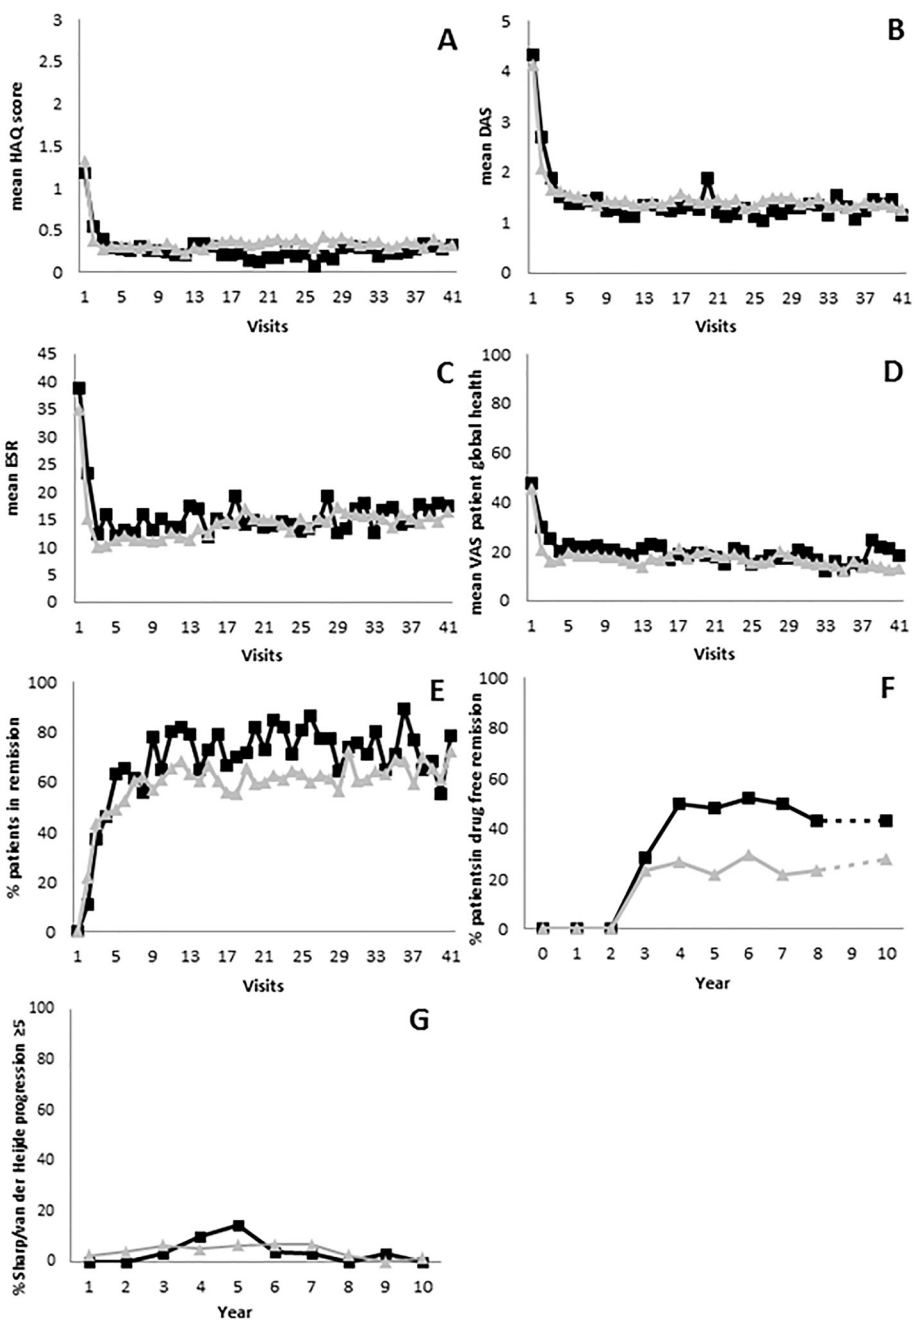 A
mean HAQ score
3
2.5
2
1.5
1
0.5
0
1 5 9 13 17 21 25 29 33 37 41
Visits
B
mean DAS
5
4
3
2
1
0
1 5 9 13 17 21 25 29 33 37 41
Visits
C
mean ESR
45
40
35
30
25
20
15
10
5
0
1 5 9 13 17 21 25 29 33 37 41
Visits
D
mean VAS patient global health
100
80
60
40
20
0
1 5 9 13 17 21 25 29 33 37 41
Visits
E
% patients in remission
100
80
60
40
20
0
1 5 9 13 17 21 25 29 33 37 41
Visits
F
% patientsin drug free remission
100
80
60
40
20
0
0 1 2 3 4 5 6 7 8 9 10
Year
G
%Sharp/van der Heijde progression ≥5
100
80
60
40
20
0
1 2 3 4 5 6 7 8 9 10
Year